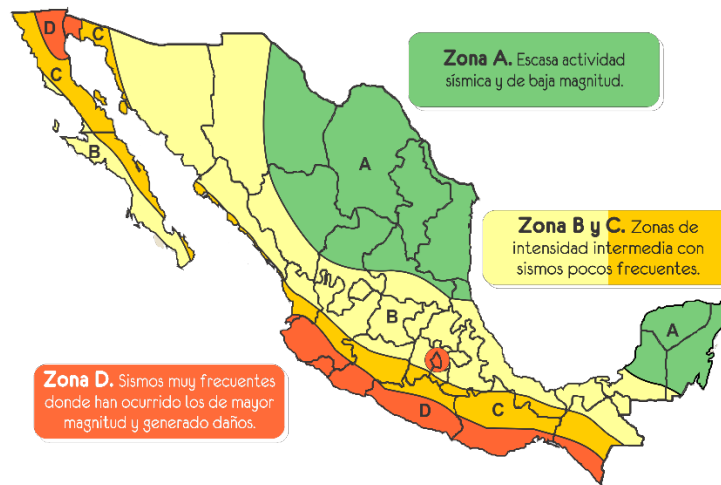 D
C
C
B
Zona A. Escasa actividad
sísmica y de baja magnitud.
A
Zona B y C. Zonas de
intensidad intermedia con
sismos pocos frecuentes.
B
A
Zona D. Sismos muy frecuentes
donde han ocurrido los de mayor
magnitud y generado daños.
D
C